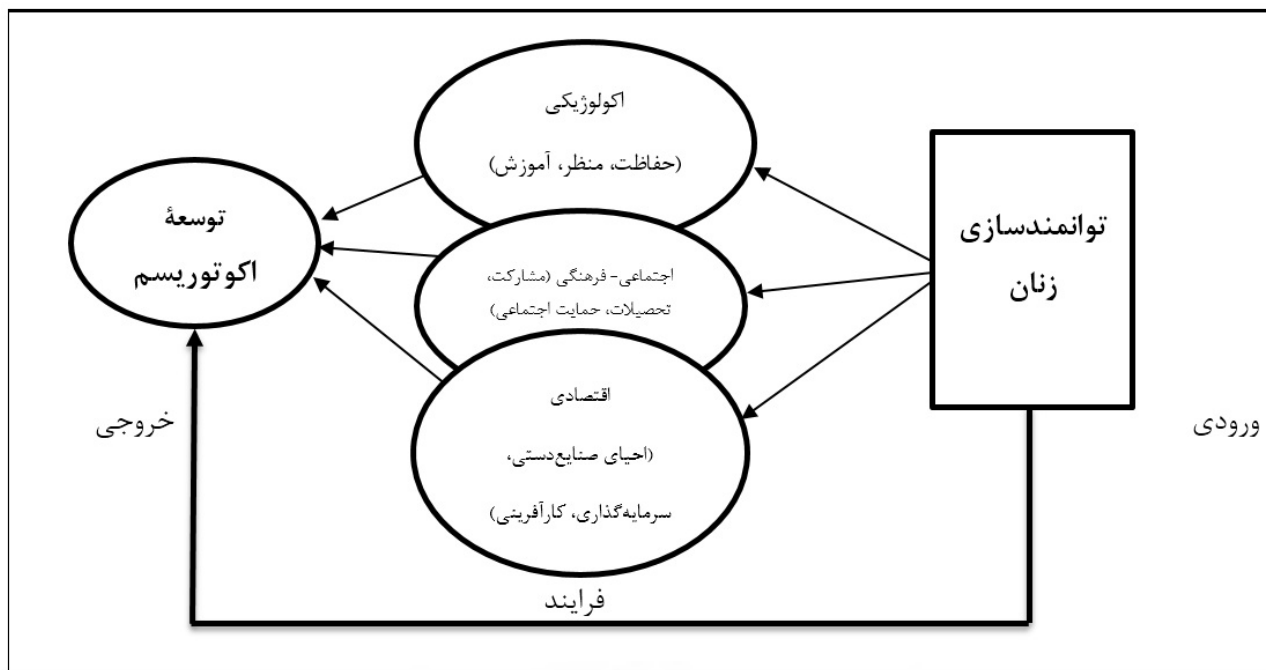 اکولوژیکی
(حفاظت، منظر، آموزش)
توانمندسازی
زنان
توسعهٔ
اکوتوریسم
اجتماعی- فرهنگی (مشارکت،
تحصیلات، حمایت اجتماعی)
اقتصادی
(احیای صنایع‌دستی،
سرمایه‌گذاری، کارآفرینی)
ورودی
خروجی
فرایند